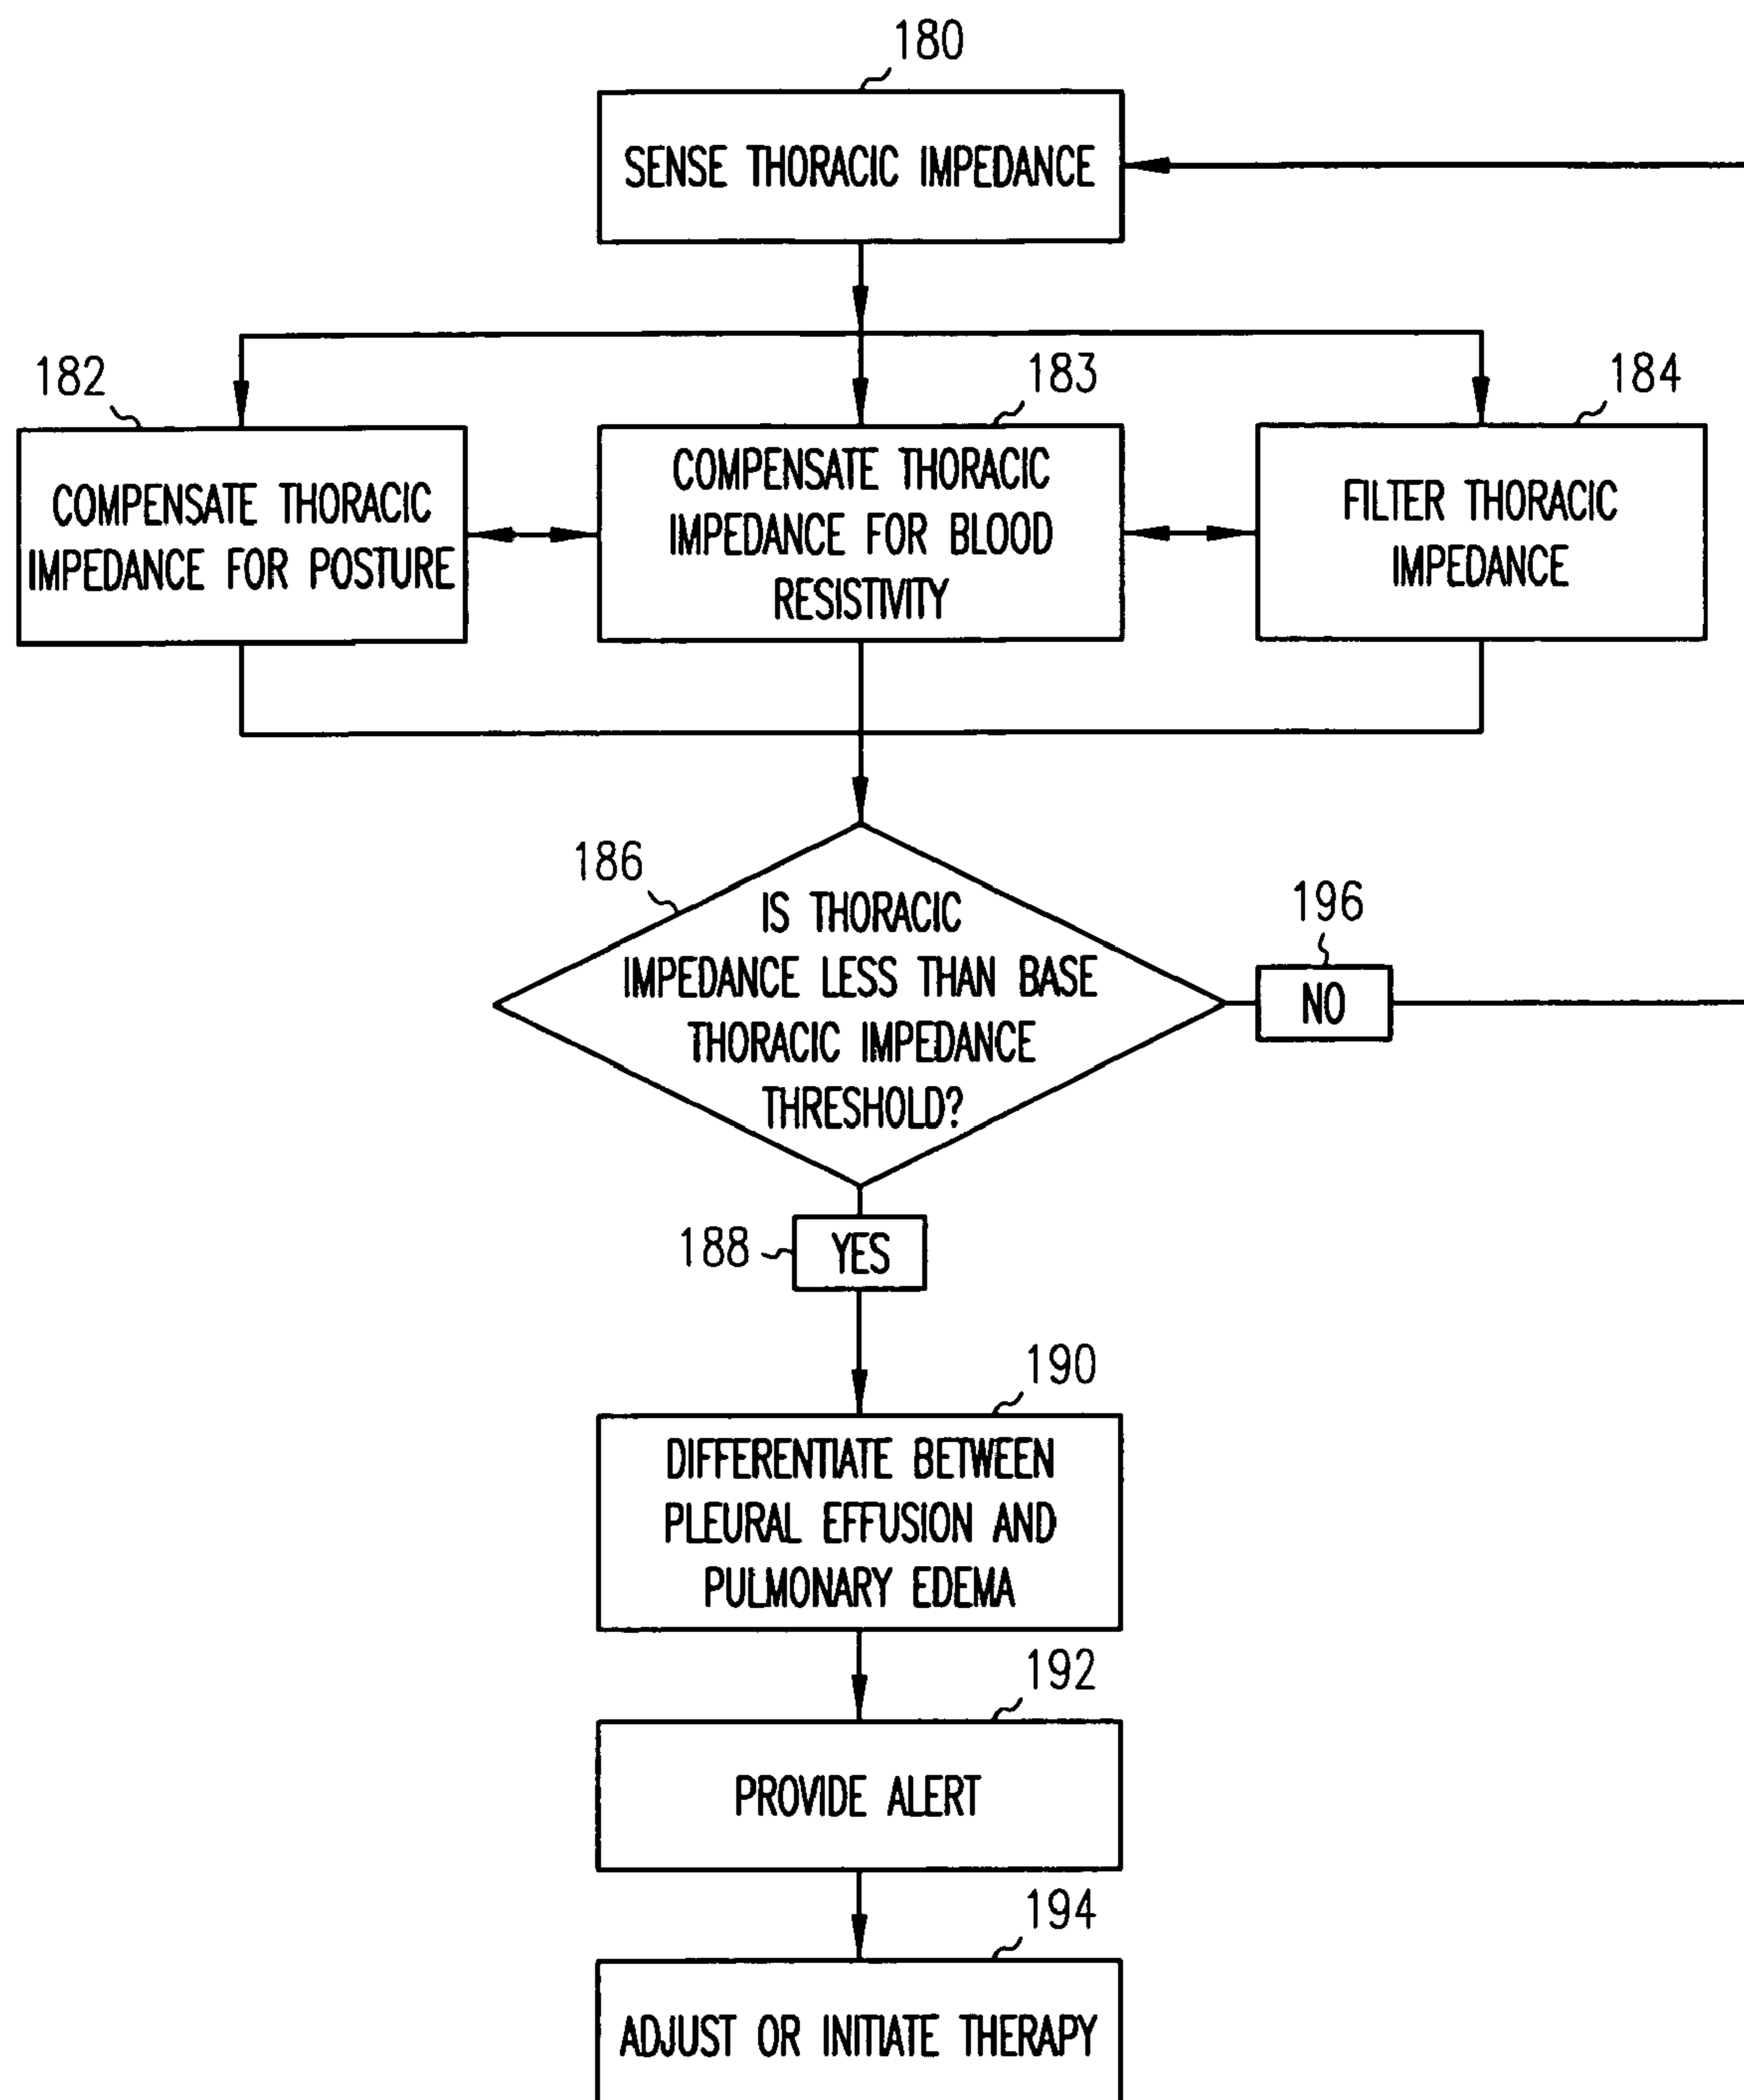 180
SENSE THORACIC IMPEDANCE
182
183
184
COMPENSATE THORACIC
IMPEDANCE FOR POSTURE
COMPENSATE THORACIC
IMPEDANCE FOR BLOOD
RESISTIVITY
FILTER THORACIC
IMPEDANCE
186
IS THORACIC
IMPEDANCE LESS THAN BASE
THORACIC IMPEDANCE
THRESHOLD?
196
NO
188
YES
190
DIFFERENTIATE BETWEEN
PLEURAL EFFUSION AND
PULMONARY EDEMA
192
PROVIDE ALERT
194
ADJUST OR INITIATE THERAPY